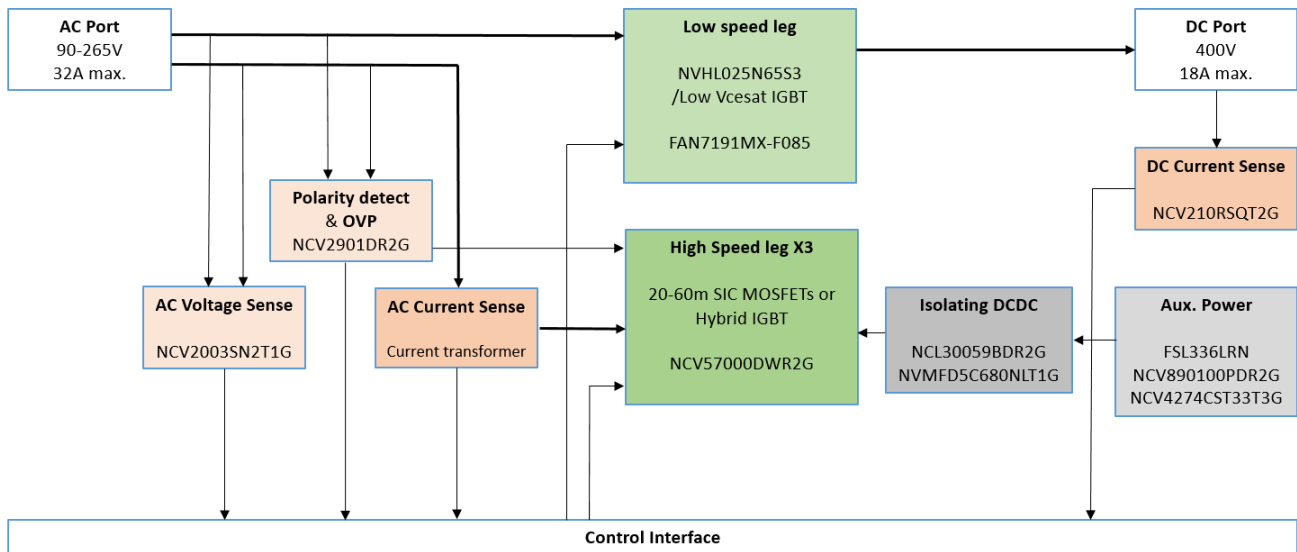 AC Port
90-265V
32A max.
Low speed leg
NVHL025N65S3
/Low Vcesat IGBT
FAN7191MX-F085
DC Port
400V
18A max.
Polarity detect
& OVP
NCV2901DR2G
DC Current Sense
NCV210RSQT2G
AC Voltage Sense
NCV2003SN2T1G
AC Current Sense
Current transformer
High Speed leg X3
20-60m SIC MOSFETs or
Hybrid IGBT
NCV57000DWR2G
Isolating DCDC
NCL30059BDR2G
NVMFD5C680NLT1G
Aux. Power
FSL336LRN
NCV890100PDR2G
NCV4274CST33T3G
Control Interface